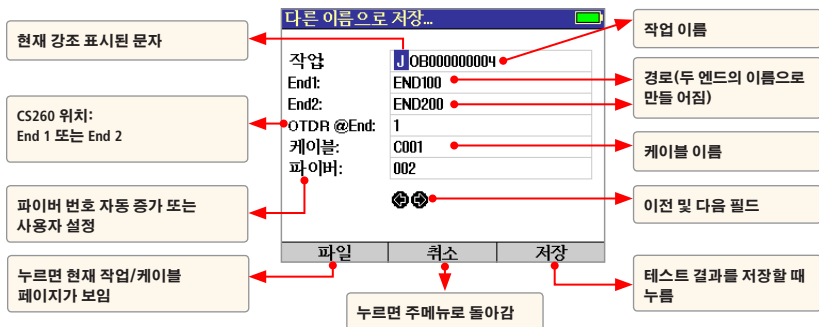 다른 이름으로 저장...
현재 강조 표시된 문자
작업 이름
작업
JOB00000004
End1:
END100
경로(두 엔드의 이름으로
만들 어짐)
End2:
END200
CS260 위치:
End 1 또는 End 2
OTDR @End:
1
케이블:
C001
케이블 이름
파이버:
002
파이버 번호 자동 증가 또는
사용자 설정
이전 및 다음 필드
파일
취소
저장
누르면 현재 작업/케이블
페이지가 보임
테스트 결과를 저장할 때
누름
누르면 주메뉴로 돌아감